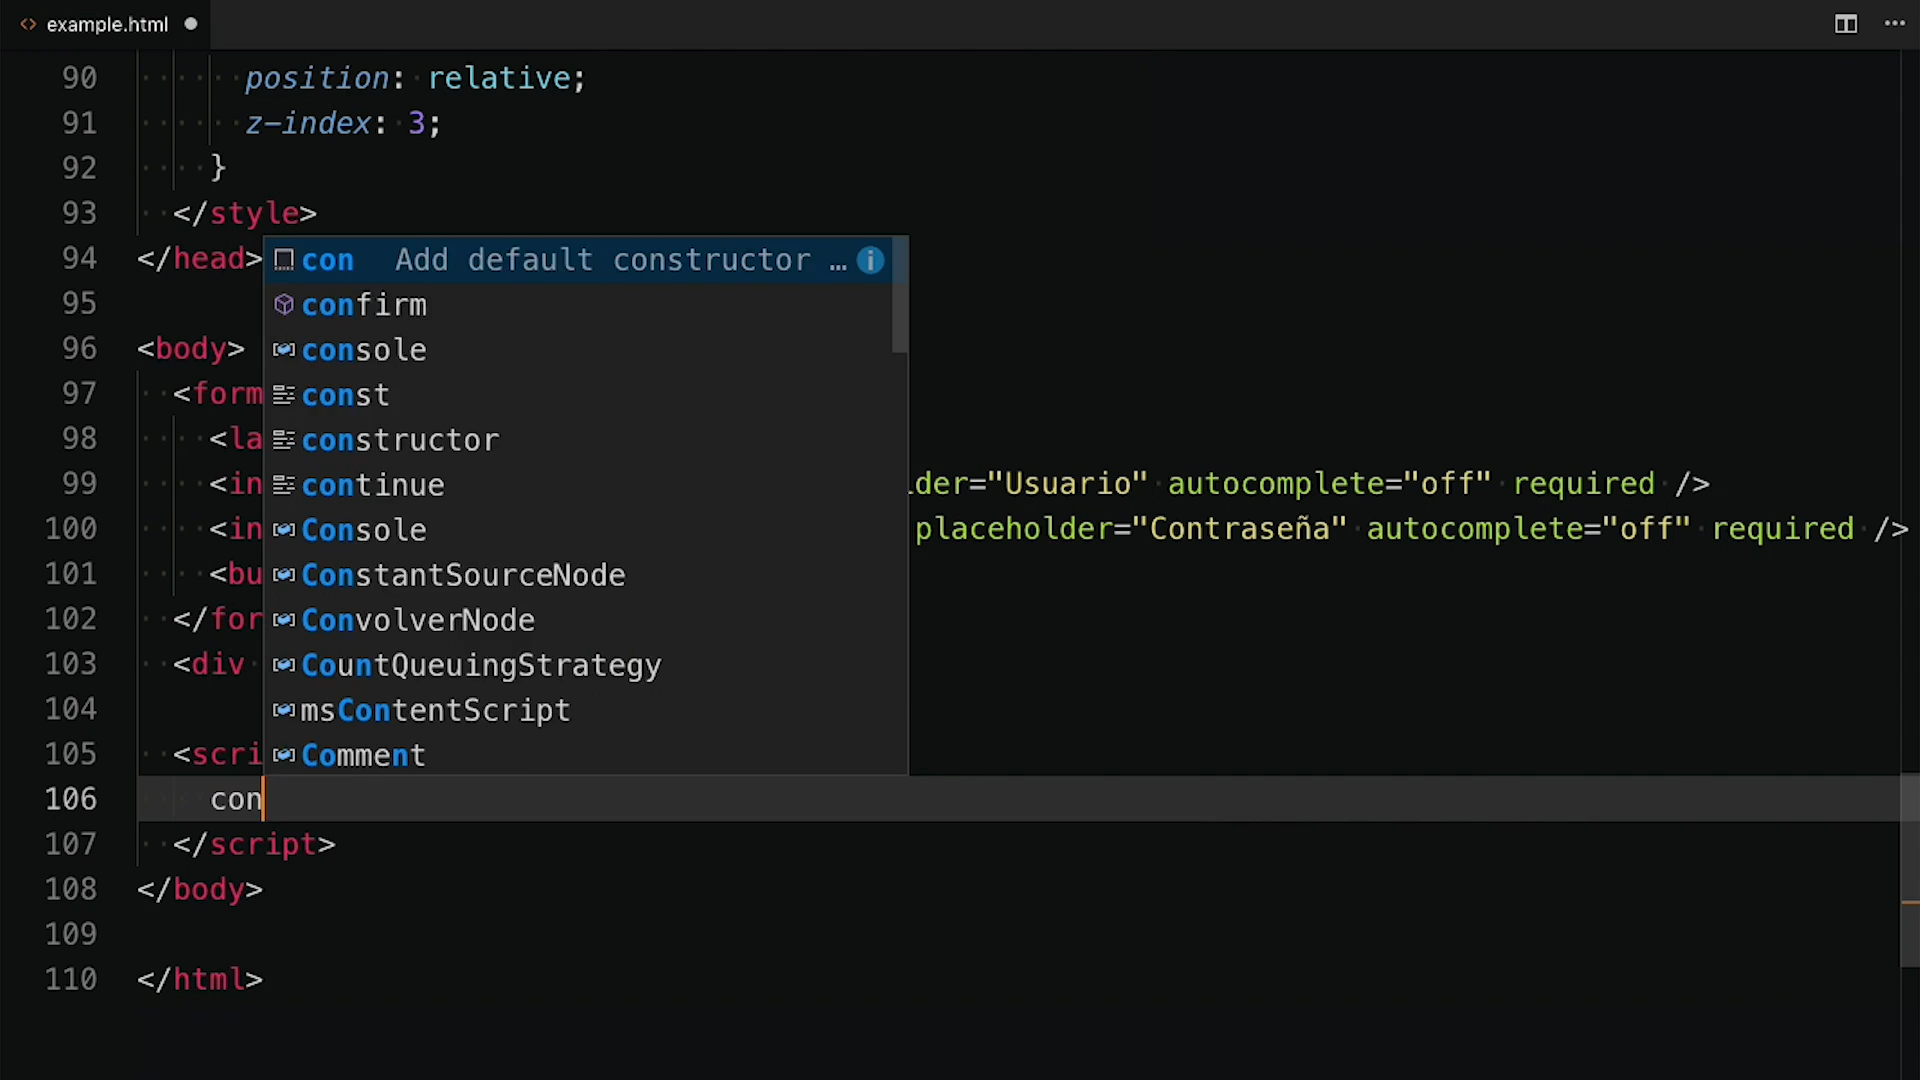 example.html
90 position: relative;
91 z-index: 3;
92 }
93 </style>
94 </head>
con Add default constructor …
confirm
95
console
96 <body>
const
97 <form
constructor
98 <la
continue
99 <in der="Usuario" autocomplete="off" required />
Console
100 <in placeholder="Contraseña" autocomplete="off" required />
ConstantSourceNode
101 <bu
ConvolverNode
102 </for
CountQueuingStrategy
103 <div
msContentScript
104
Comment
105 <scri
106 con
107 </script>
108 </body>
109
110 </html>